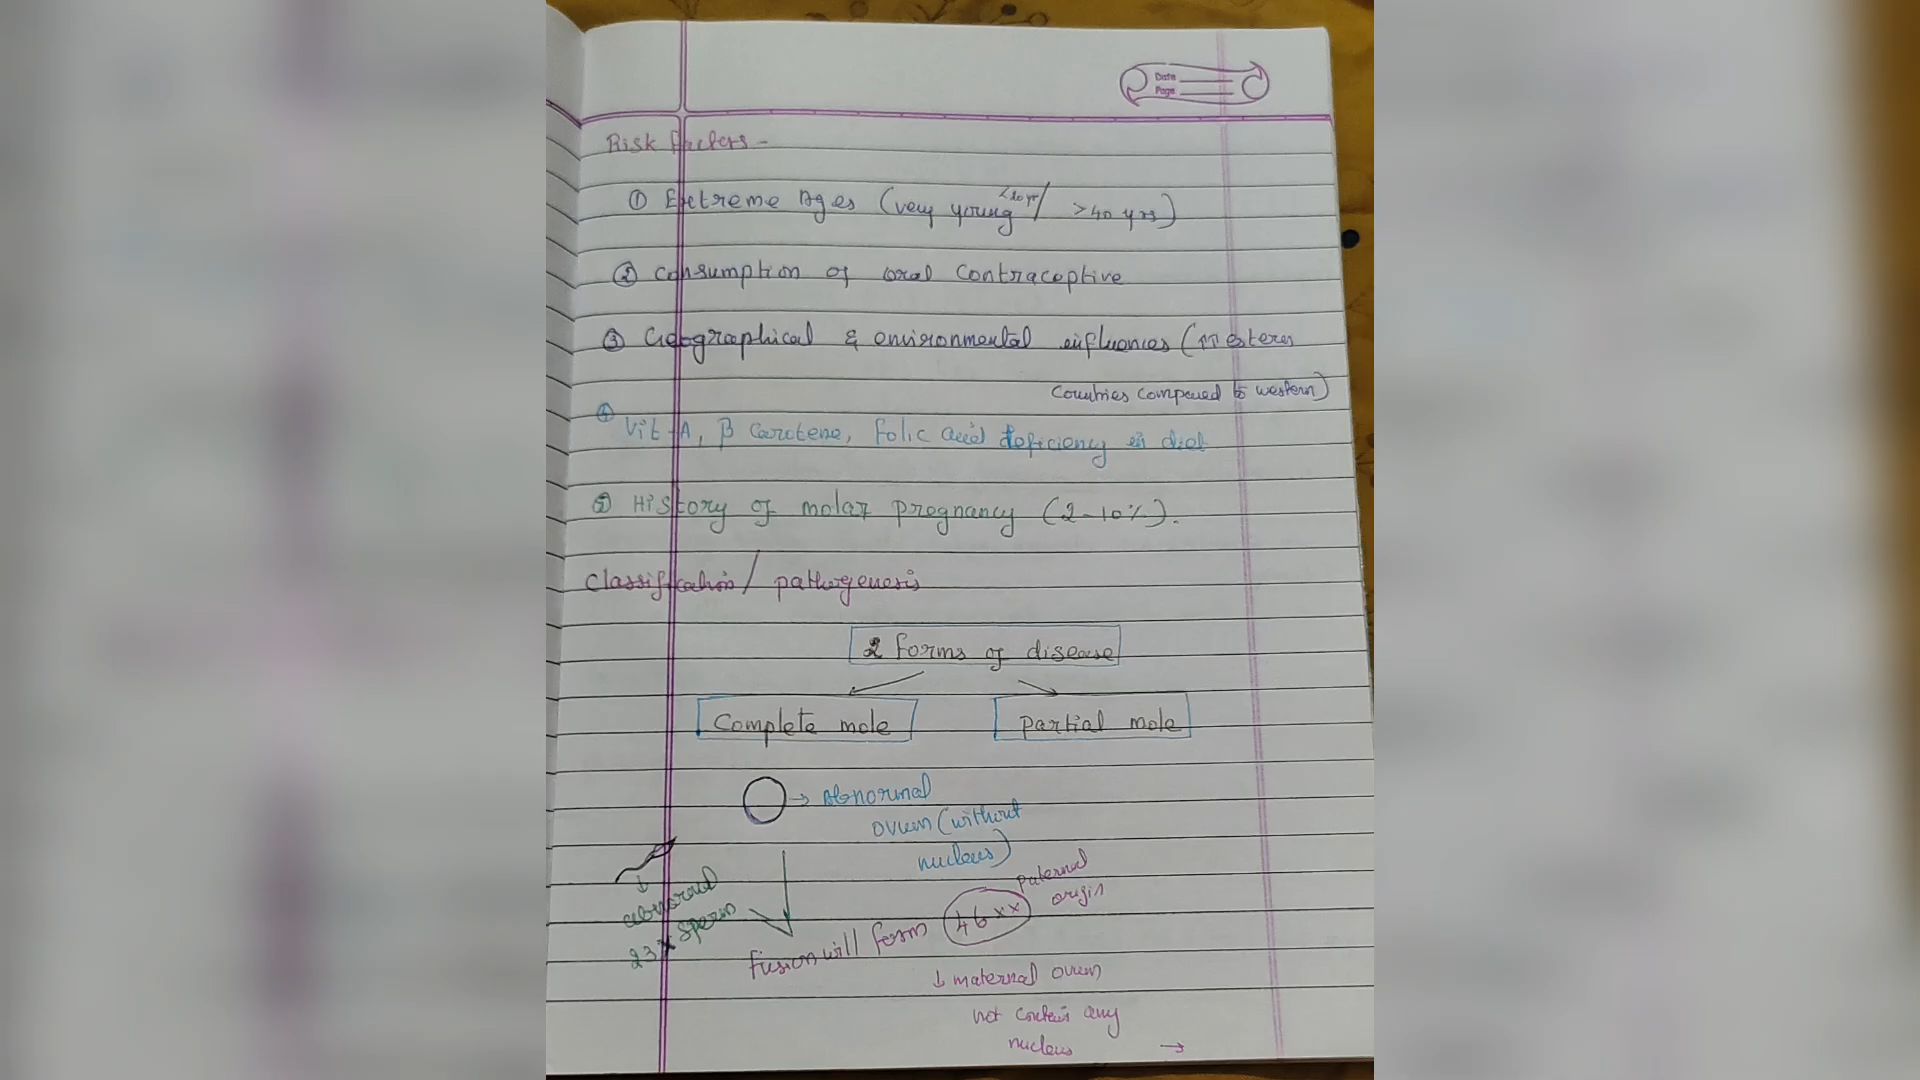 Date
Page
Risk factors -
① Extreme Ages (very young <20 yr / >40 yrs)
② Consumption of oral contraceptive
③ Geographical & environmental influences (
Countries compared to western)
④ Vit-A, β Carotene, Folic acid deficiency in diet
⑤ History of molar pregnancy (2-10%).
Classification / pathogenesis
2 forms of disease
Complete mole
partial mole
→ Abnormal
ovum (without
nucleus)
↓
abnormal
23X sperm
paternal
origin
fusion will form 46xx
↓ maternal ovum
not contain any
nucleus →